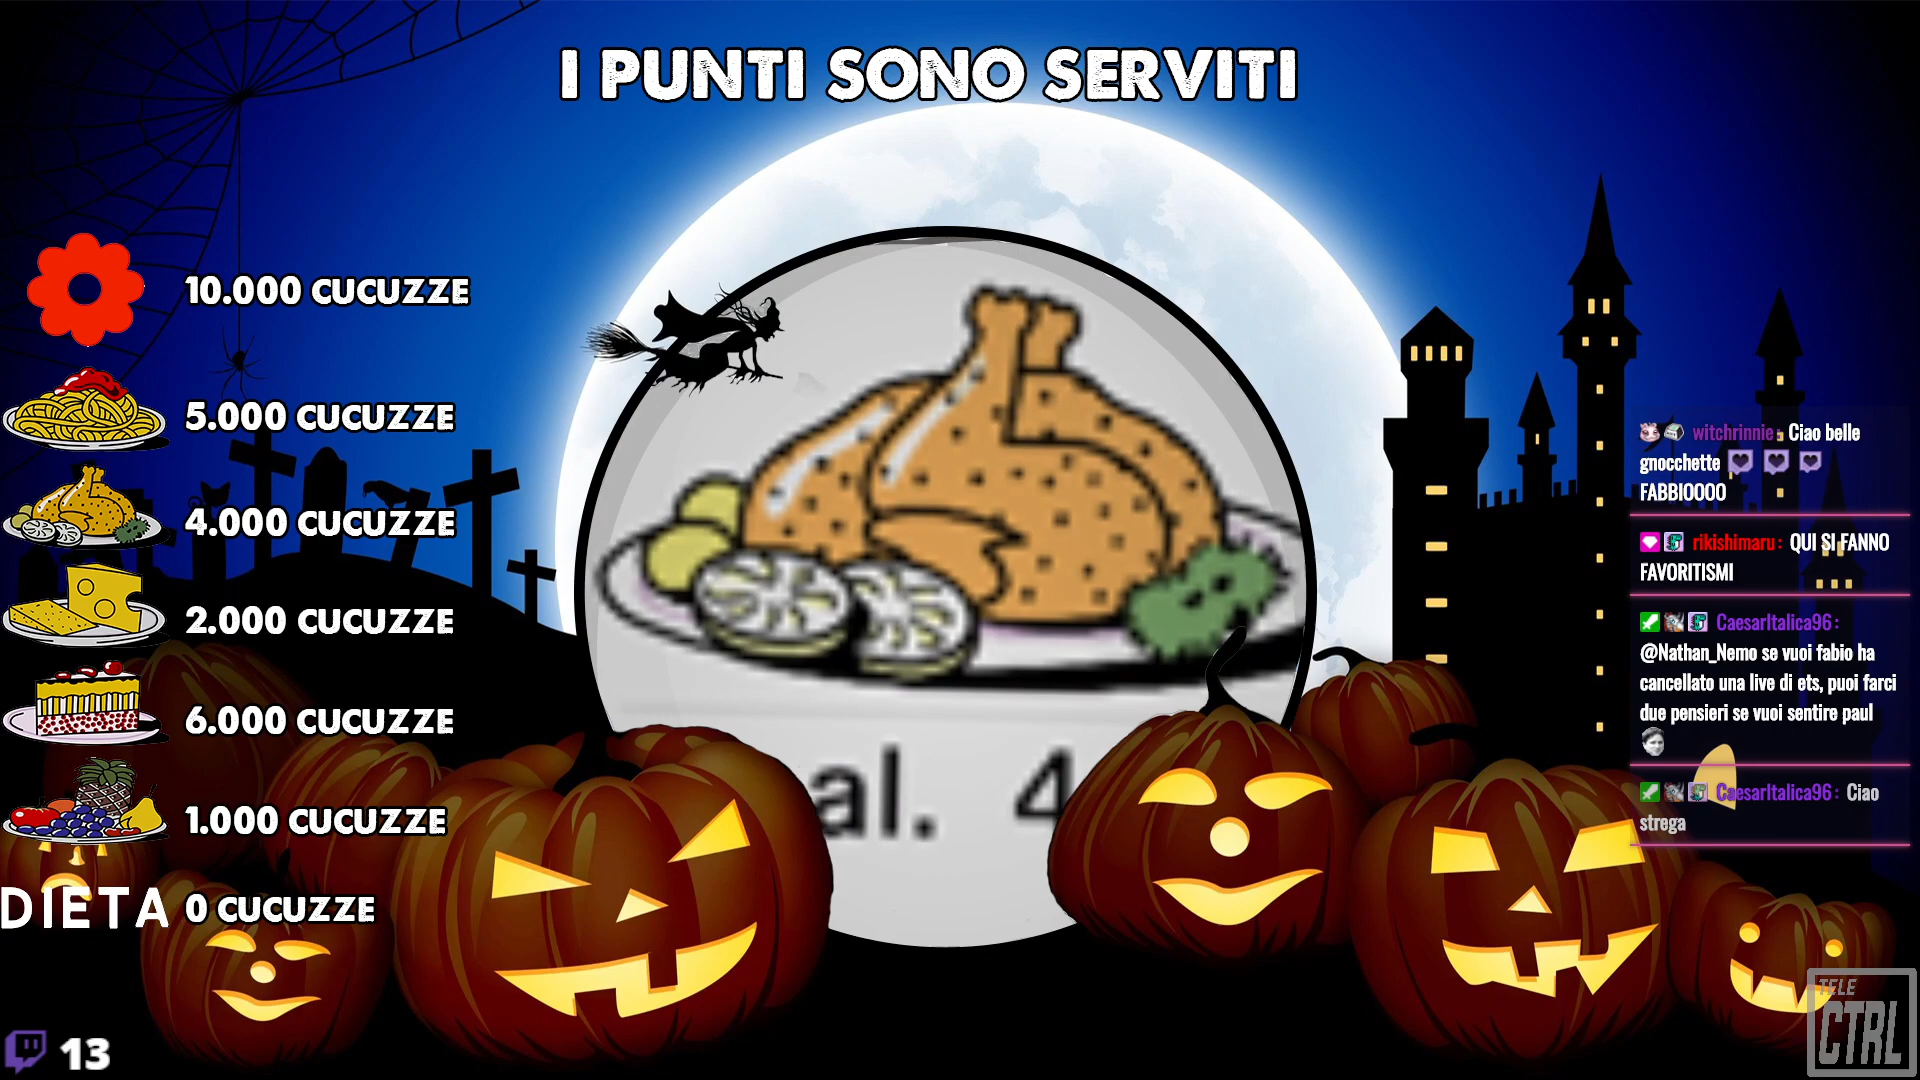 I PUNTI SONO SERVITI
10.000 CUCUZZE
5.000 CUCUZZE
4.000 CUCUZZE
2.000 CUCUZZE
6.000 CUCUZZE
1.000 CUCUZZE
DIETA 0 CUCUZZE
13
al. 4
witchrinnie: Ciao belle
gnocchette
FABBIOOOO
rikishimaru: QUI SI FANNO
FAVORITISMI
CaesarItalica96:
@Nathan_Nemo se vuoi fabio ha
cancellato una live di ets, puoi farci
due pensieri se vuoi sentire paul
CaesarItalica96: Ciao
strega
TELE
CTRL